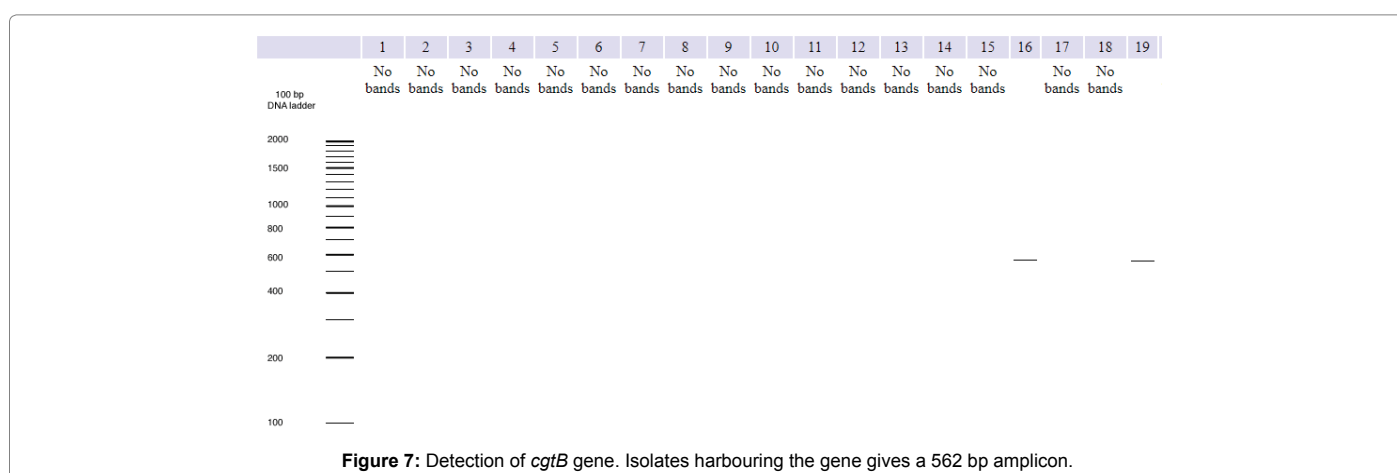 1 2 3 4 5 6 7 8 9 10 11 12 13 14 15 16 17 18 19
No No No No No No No No No No No No No No No No No
bands bands bands bands bands bands bands bands bands bands bands bands bands bands bands bands bands
100 bp
DNA ladder
2000
1500
1000
800
600
400
200
100
Figure 7: Detection of cgtB gene. Isolates harbouring the gene gives a 562 bp amplicon.